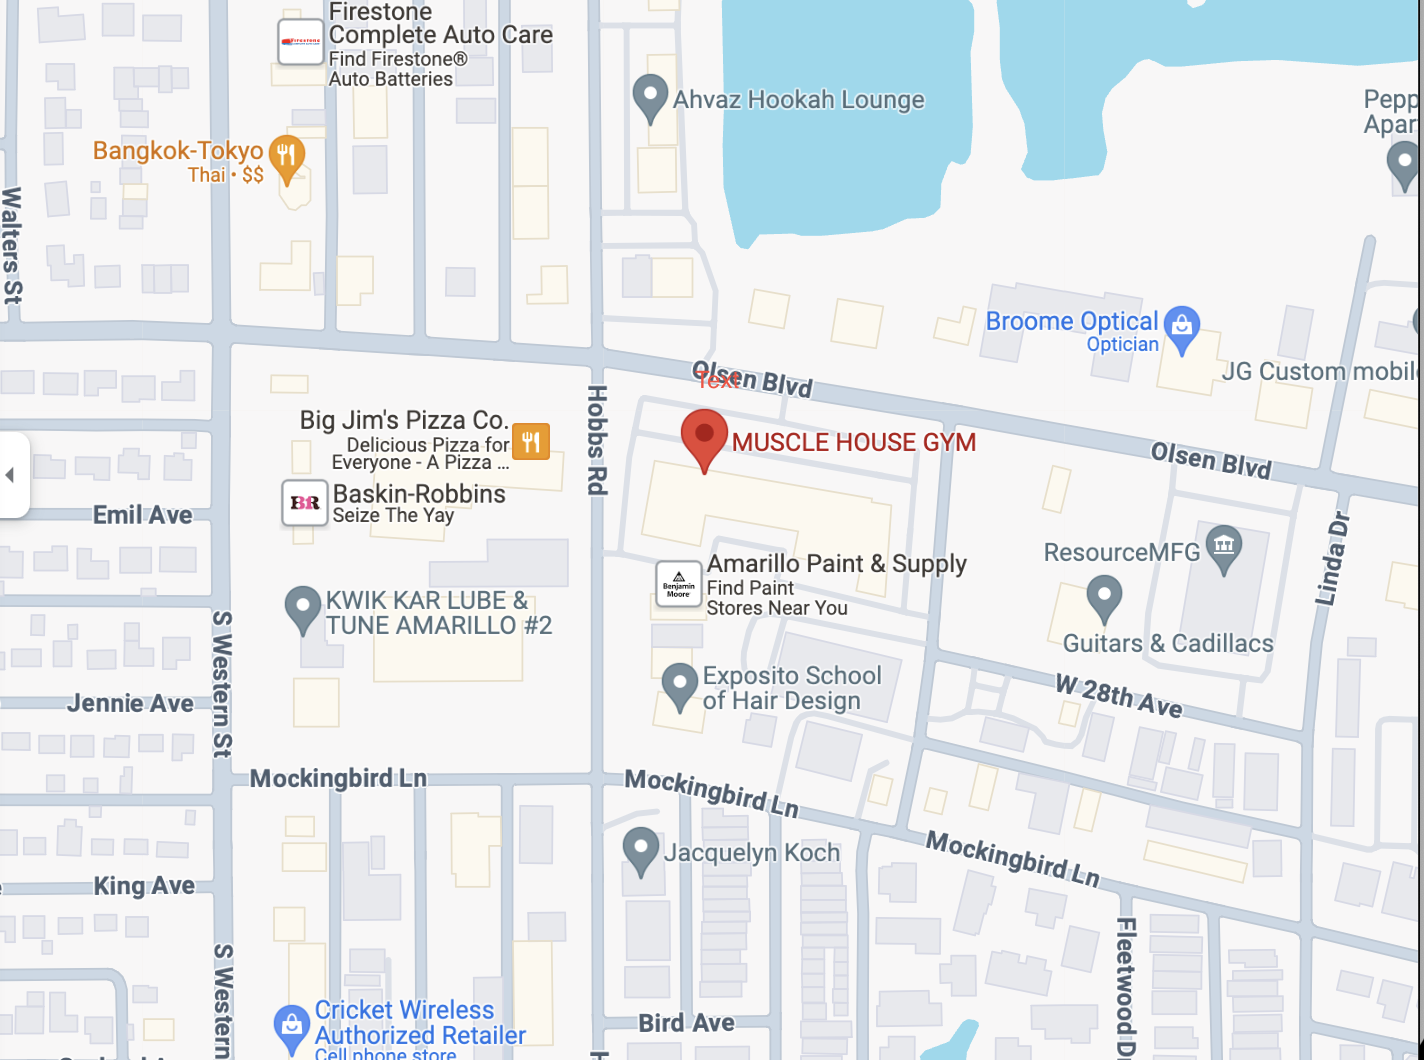 Firestone
Complete Auto Care
Find Firestone®
Auto Batteries
Firestone
Ahvaz Hookah Lounge
Pepp
Apar
Bangkok-Tokyo
Thai • $$
Walters St
Broome Optical
Optician
JG Custom mobil
Olsen Blvd
Text
Hobbs Rd
Big Jim's Pizza Co.
Delicious Pizza for
Everyone - A Pizza ...
MUSCLE HOUSE GYM
Olsen Blvd
BR
Baskin-Robbins
Seize The Yay
Emil Ave
Linda Dr
ResourceMFG
Benjamin
Moore
Amarillo Paint & Supply
Find Paint
Stores Near You
KWIK KAR LUBE &
TUNE AMARILLO #2
Guitars & Cadillacs
S Western St
Exposito School
of Hair Design
W 28th Ave
Jennie Ave
Mockingbird Ln
Mockingbird Ln
Jacquelyn Koch
Mockingbird Ln
King Ave
S Western
Fleetwood Dr
Cricket Wireless
Authorized Retailer
Cell phone store
Bird Ave